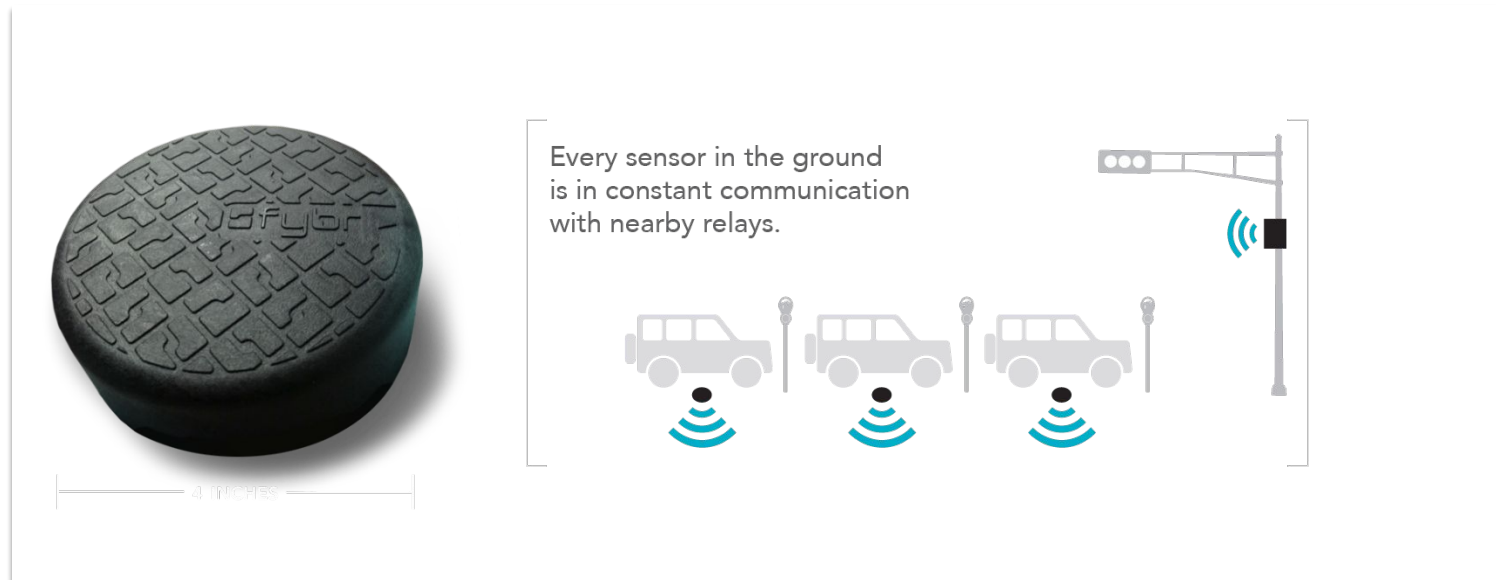 fybr
Every sensor in the ground
is in constant communication
with nearby relays.
4 INCHES